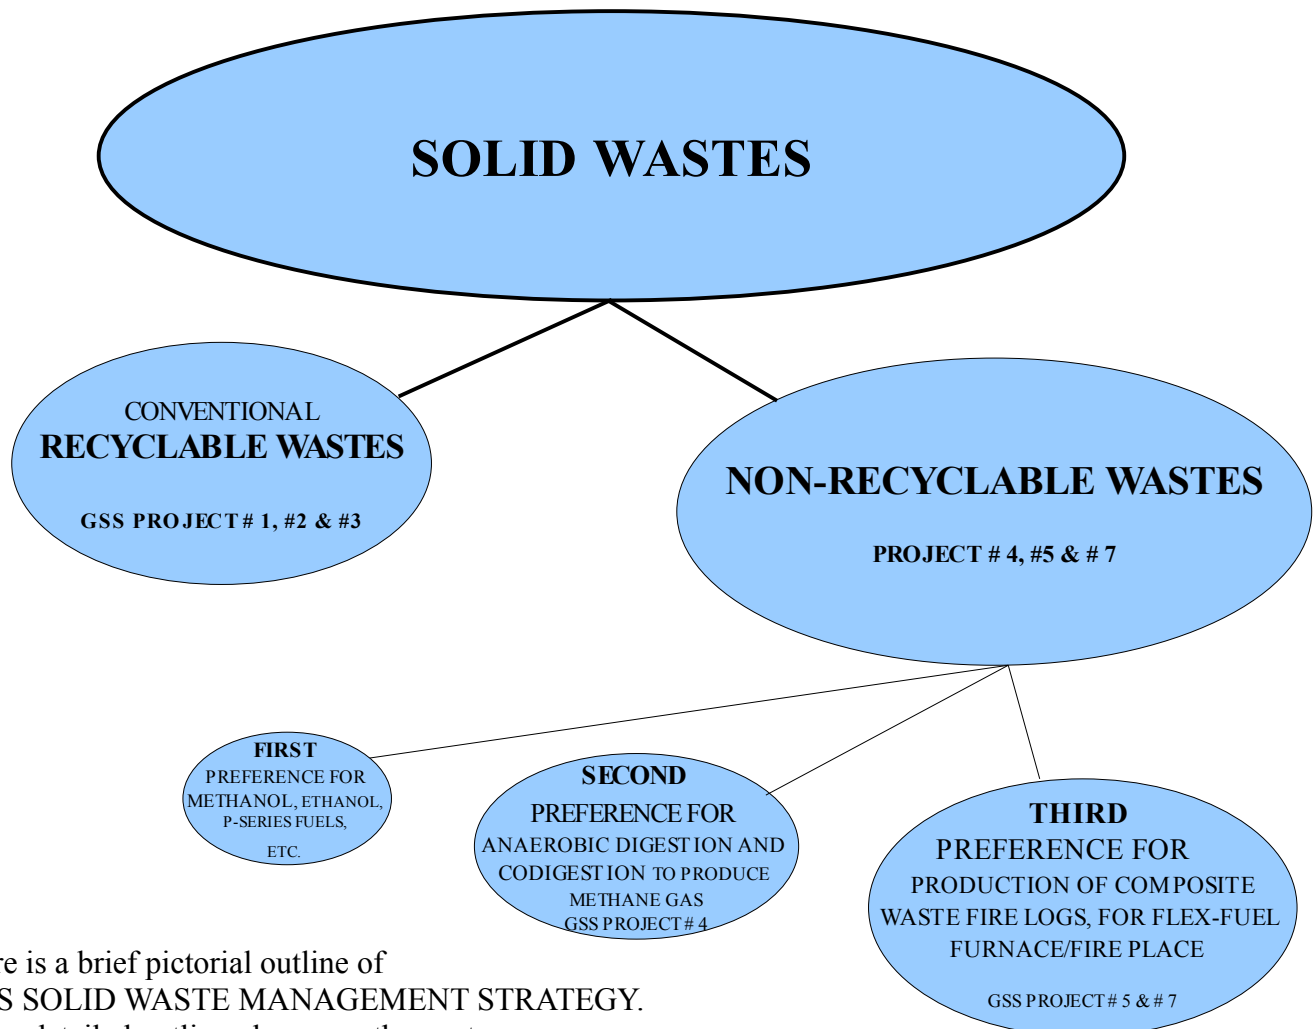 SOLID WASTES
CONVENTIONAL
RECYCLABLE WASTES
GSS PROJECT # 1, #2 & #3
NON-RECYCLABLE WASTES
PROJECT # 4, #5 & # 7
FIRST
PREFERENCE FOR
METHANOL, ETHANOL,
P-SERIES FUELS,
ETC.
SECOND
PREFERENCE FOR
ANAEROBIC DIGESTION AND
CODIGESTION TO PRODUCE
METHANE GAS
GSS PROJECT # 4
THIRD
PREFERENCE FOR
PRODUCTION OF COMPOSITE
WASTE FIRE LOGS, FOR FLEX-FUEL
FURNACE/FIRE PLACE
GSS PROJECT # 5 & # 7
re is a brief pictorial outline of
S SOLID WASTE MANAGEMENT STRATEGY.